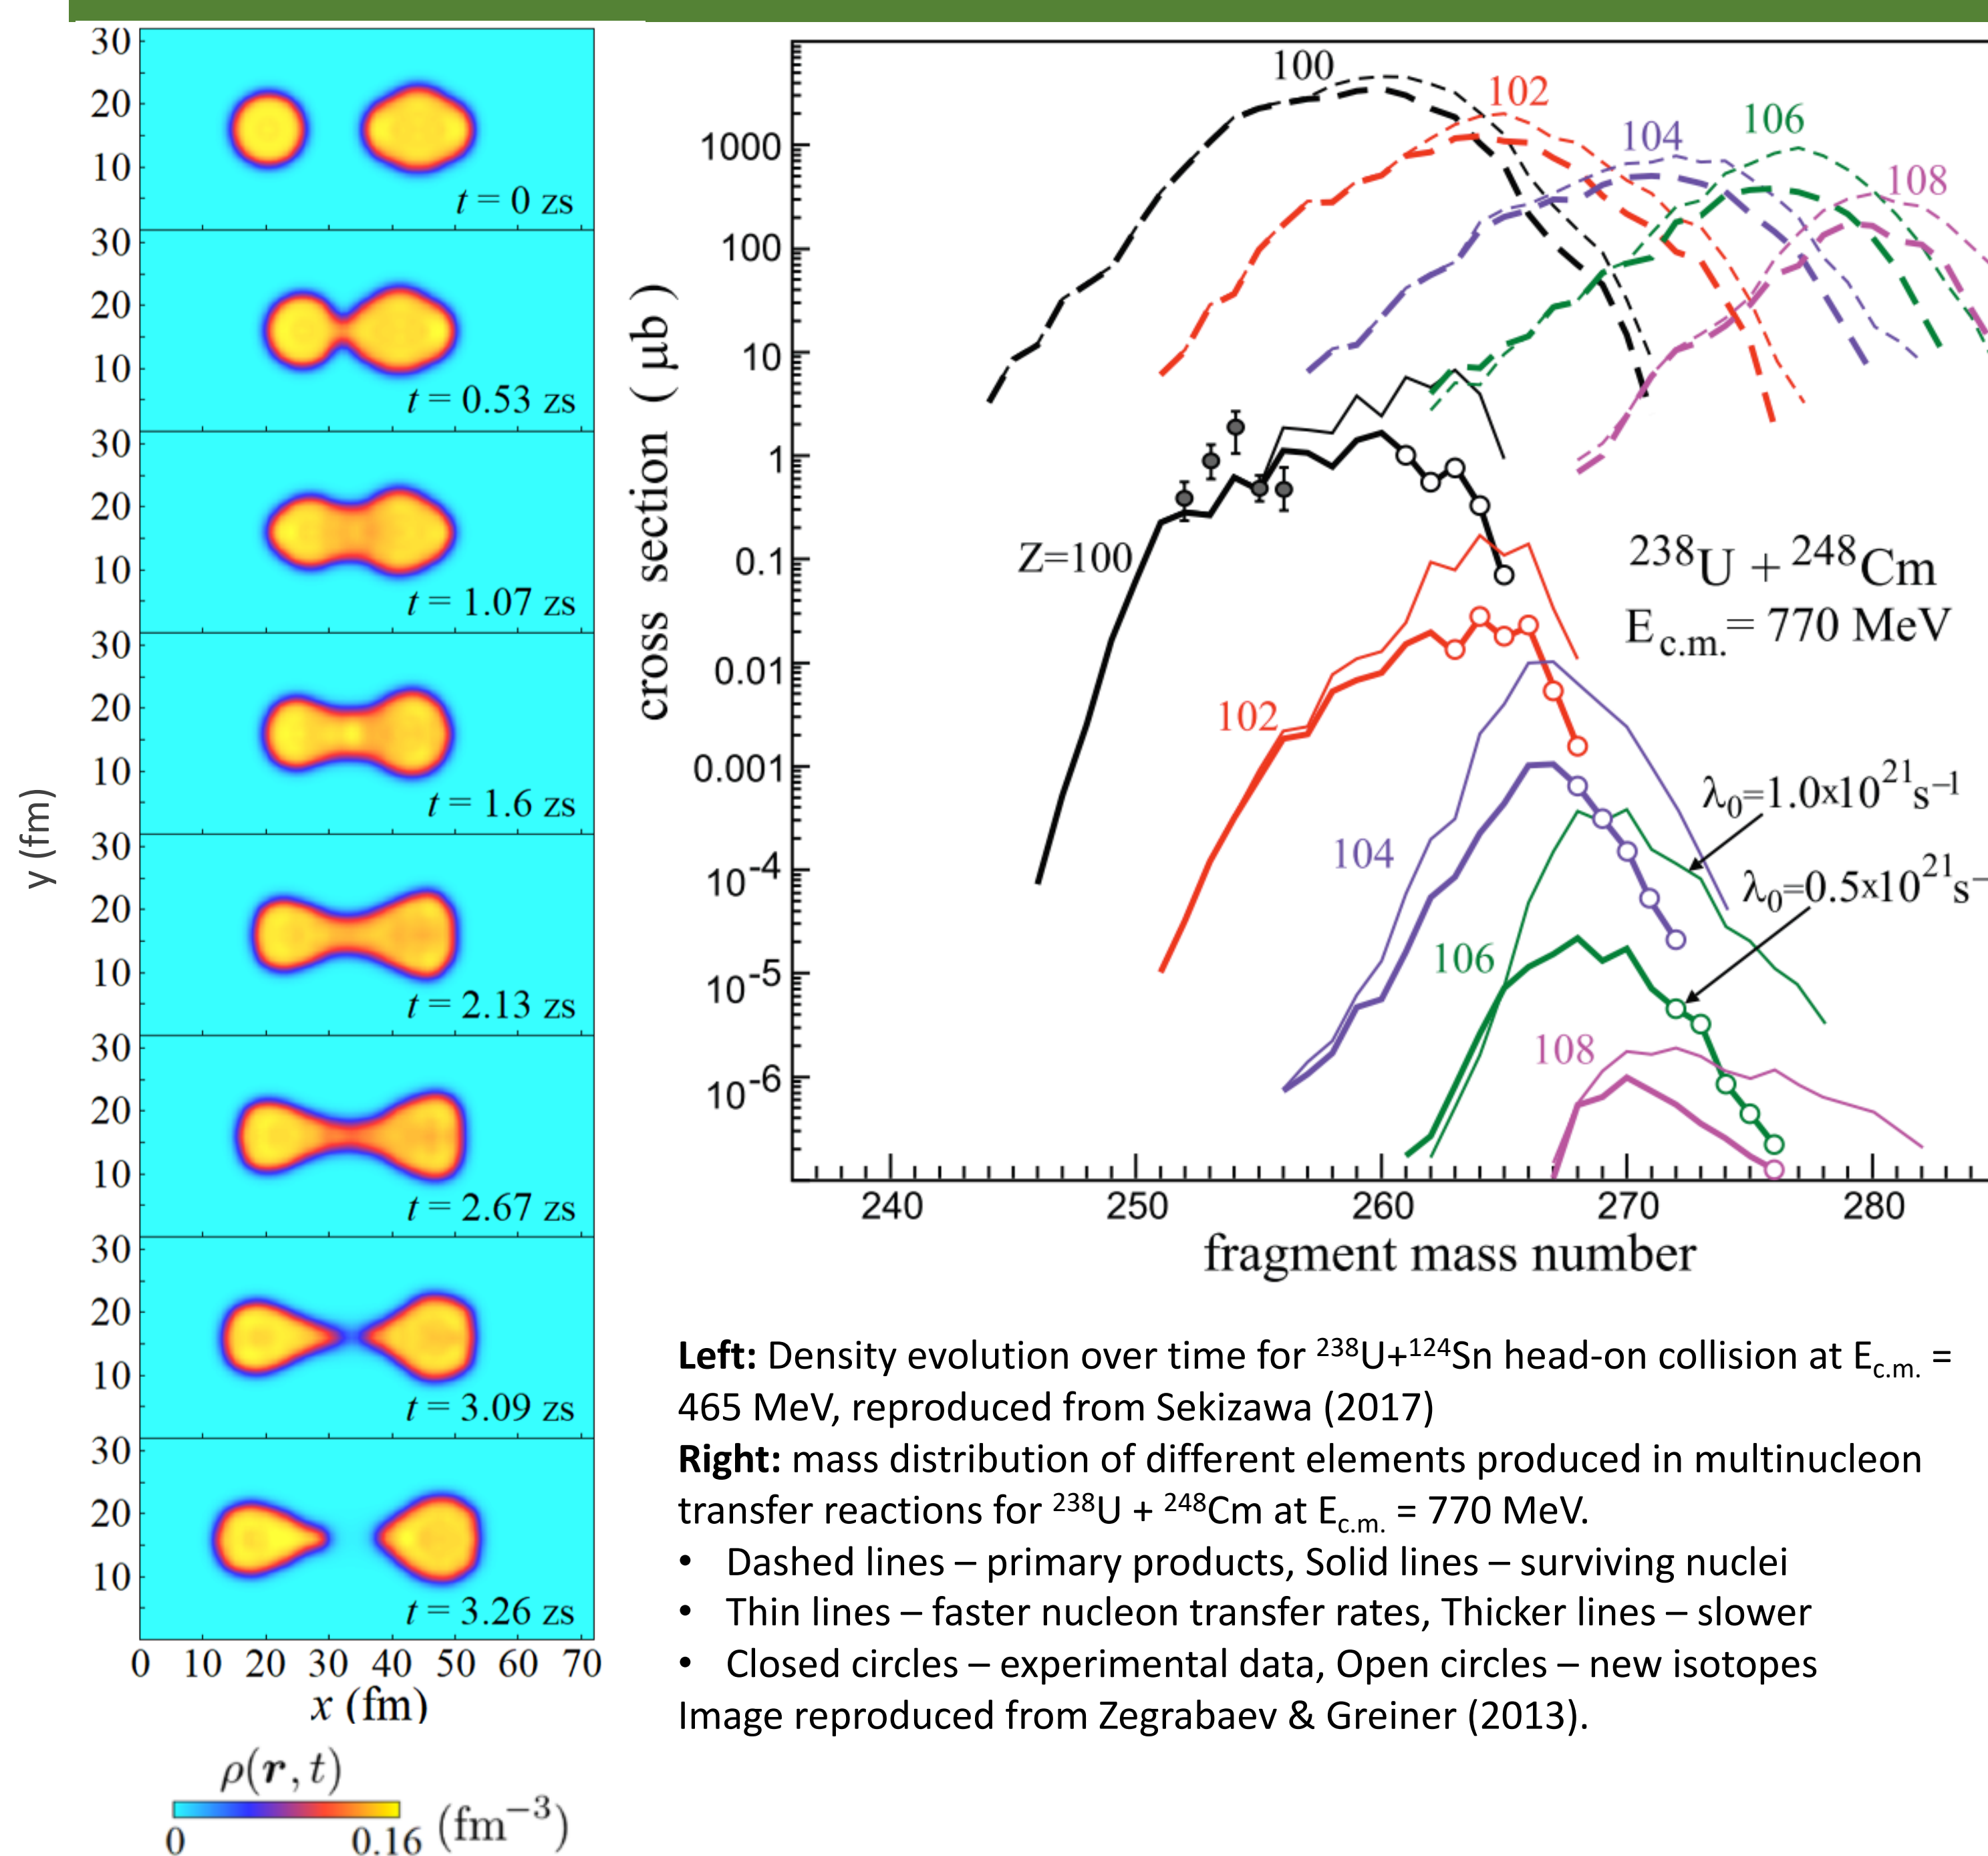 30
20
10
t = 0 zs
30
20
10
t = 0.53 zs
30
20
10
t = 1.07 zs
30
20
10
t = 1.6 zs
30
20
10
t = 2.13 zs
30
20
10
t = 2.67 zs
30
20
10
t = 3.09 zs
30
20
10
t = 3.26 zs
y (fm)
0 10 20 30 40 50 60 70
x (fm)
ρ(r, t)
0 0.16 (fm⁻³)
cross section ( μb )
1000
100
10
1
0.1
0.01
0.001
10⁻⁴
10⁻⁵
10⁻⁶
100
102
104
106
108
Z=100
102
104
106
108
²³⁸U + ²⁴⁸Cm
E_c.m. = 770 MeV
λ₀=1.0x10²¹s⁻¹
λ₀=0.5x10²¹s⁻
240 250 260 270 280
fragment mass number
Left: Density evolution over time for ²³⁸U+¹²⁴Sn head-on collision at E_c.m. =
465 MeV, reproduced from Sekizawa (2017)
Right: mass distribution of different elements produced in multinucleon
transfer reactions for ²³⁸U + ²⁴⁸Cm at E_c.m. = 770 MeV.
• Dashed lines – primary products, Solid lines – surviving nuclei
• Thin lines – faster nucleon transfer rates, Thicker lines – slower
• Closed circles – experimental data, Open circles – new isotopes
Image reproduced from Zegrabaev & Greiner (2013).